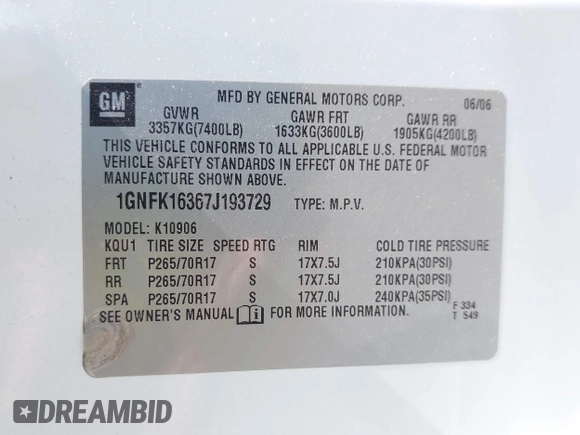 GM
MFD BY GENERAL MOTORS CORP. 06/06
GVWR GAWR FRT GAWR RR
3357KG(7400LB) 1633KG(3600LB) 1905KG(4200LB)
THIS VEHICLE CONFORMS TO ALL APPLICABLE U.S. FEDERAL MOTOR
VEHICLE SAFETY STANDARDS IN EFFECT ON THE DATE OF
MANUFACTURE SHOWN ABOVE.
1GNFK16367J193729 TYPE: M.P.V.
MODEL: K10906
KQU1 TIRE SIZE SPEED RTG RIM COLD TIRE PRESSURE
FRT P265/70R17 S 17X7.5J 210KPA(30PSI)
RR P265/70R17 S 17X7.5J 210KPA(30PSI)
SPA P265/70R17 S 17X7.0J 240KPA(35PSI)
SEE OWNER'S MANUAL FOR MORE INFORMATION.
F 334
T 549
DREAMBID